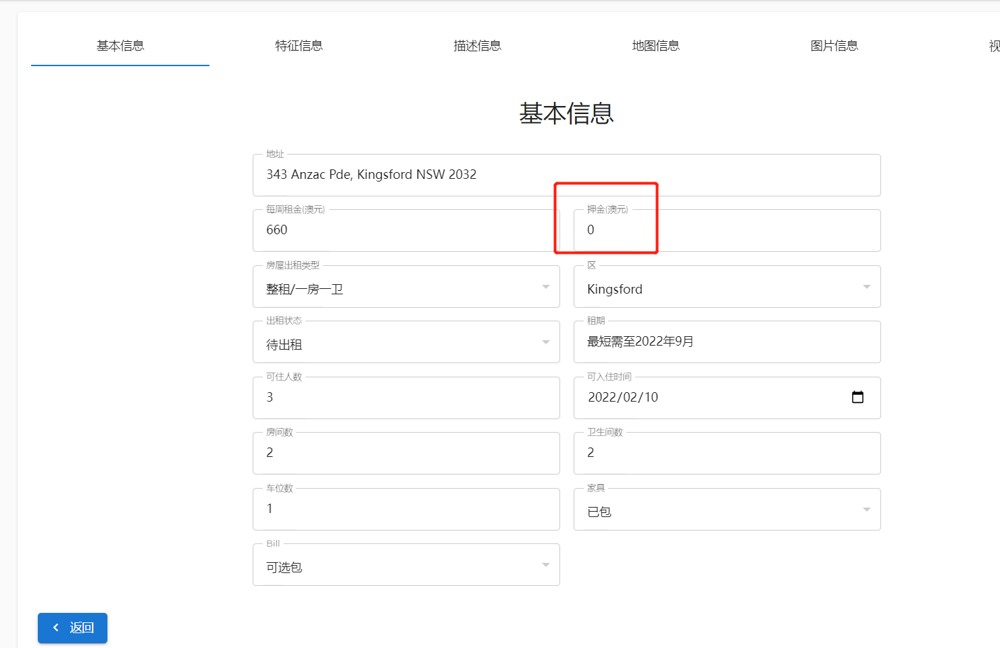 基本信息 特征信息 描述信息 地图信息 图片信息 视
基本信息
地址
343 Anzac Pde, Kingsford NSW 2032
每周租金(澳元) 押金(澳元)
660 0
房屋出租类型 区
整租/一房一卫 Kingsford
出租状态 租期
待出租 最短需至2022年9月
可住人数 可入住时间
3 2022/02/10
房间数 卫生间数
2 2
车位数 家具
1 已包
Bill
可选包
返回